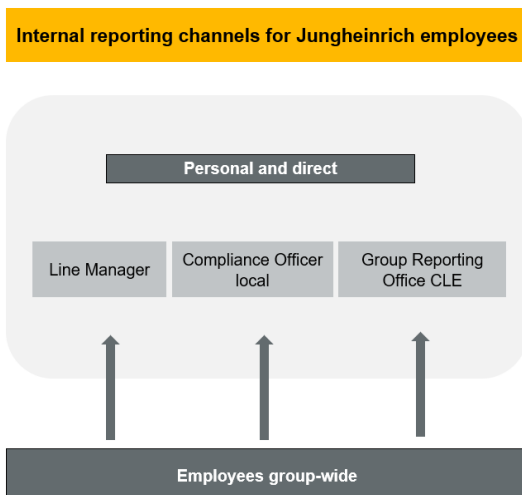 Internal reporting channels for Jungheinrich employees
Personal and direct
Line Manager
Compliance Officer
local
Group Reporting
Office CLE
Employees group-wide